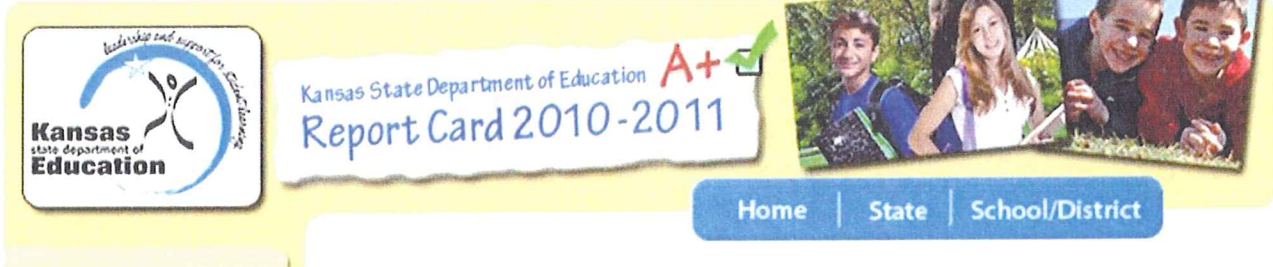 leadership and support for student learning
Kansas
state department of
Education
Kansas State Department of Education A+
Report Card 2010-2011
Home | State | School/District